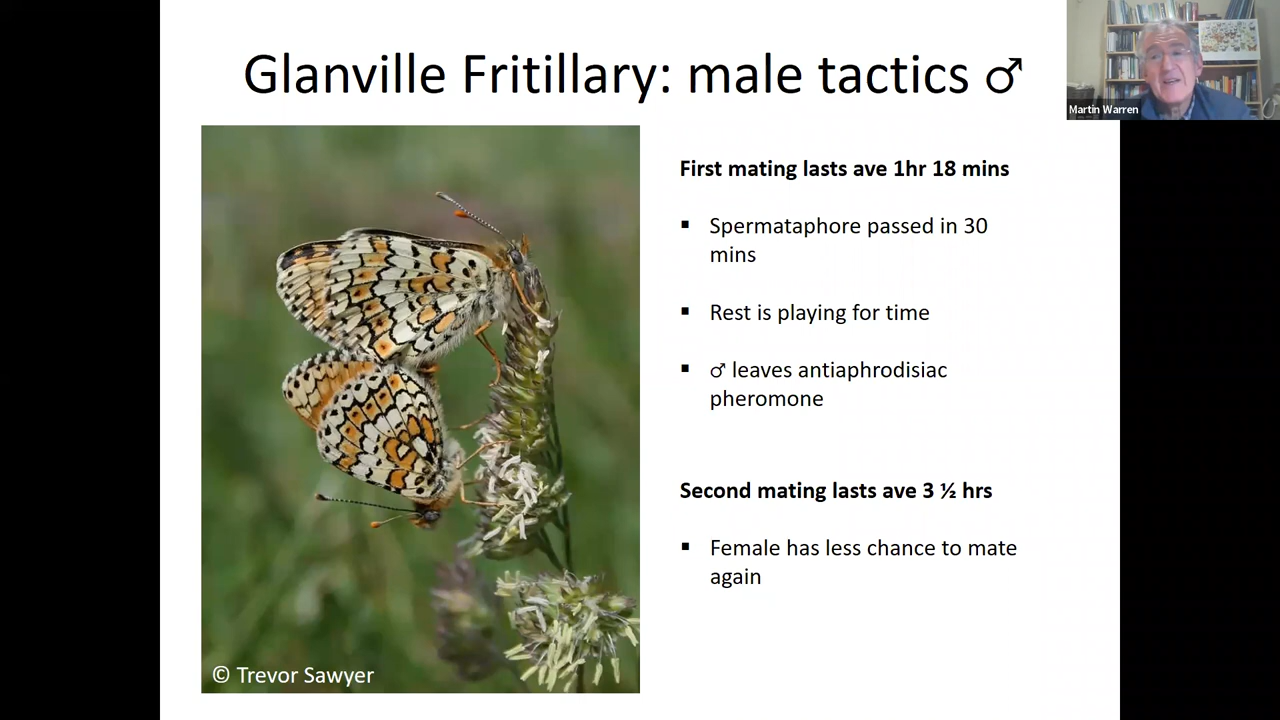 Glanville Fritillary: male tactics ♂
Martin Warren
First mating lasts ave 1hr 18 mins
▪ Spermataphore passed in 30
mins
▪ Rest is playing for time
▪ ♂ leaves antiaphrodisiac
pheromone
Second mating lasts ave 3 ½ hrs
▪ Female has less chance to mate
again
© Trevor Sawyer